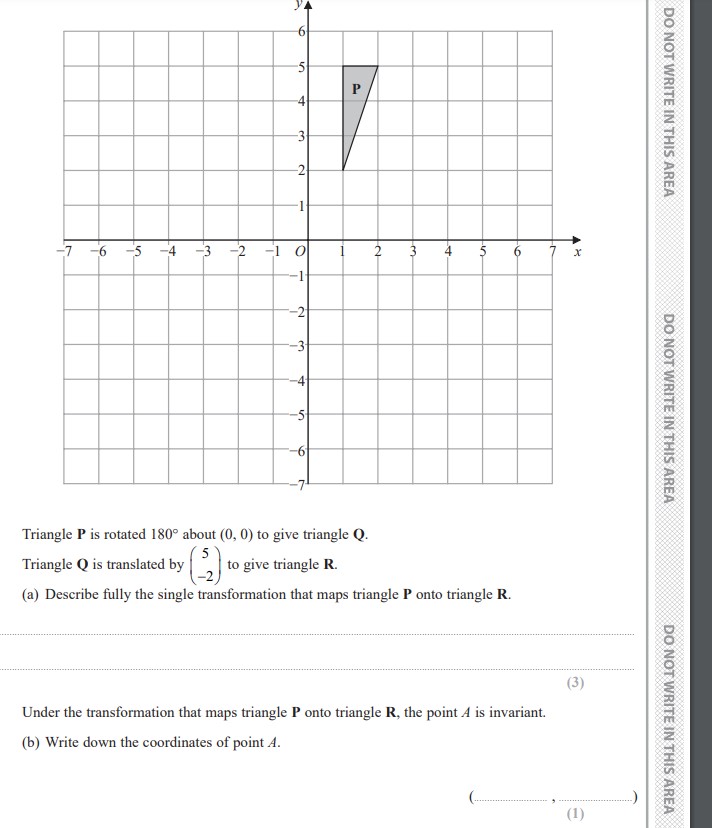 y
6
5
P
4
3
2
1
−7 −6 −5 −4 −3 −2 −1 O 1 2 3 4 5 6 7 x
−1
−2
−3
−4
−5
−6
−7
Triangle P is rotated 180° about (0, 0) to give triangle Q.
Triangle Q is translated by (5 −2) to give triangle R.
(a) Describe fully the single transformation that maps triangle P onto triangle R.
(3)
Under the transformation that maps triangle P onto triangle R, the point A is invariant.
(b) Write down the coordinates of point A.
(.................... , ....................)
(1)
DO NOT WRITE IN THIS AREA
DO NOT WRITE IN THIS AREA
DO NOT WRITE IN THIS AREA